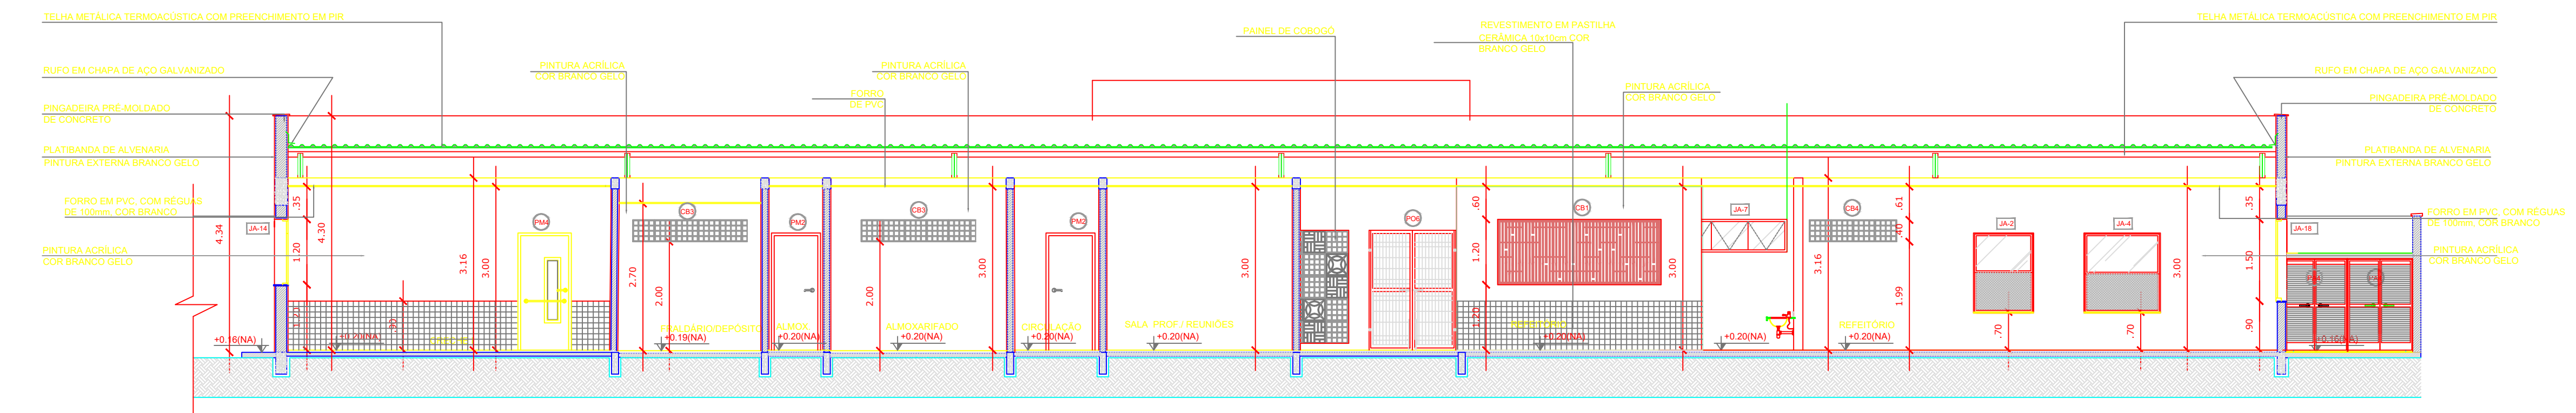 TELHA METÁLICA TERMOACÚSTICA COM PREENCHIMENTO EM PIR
RUFO EM CHAPA DE AÇO GALVANIZADO
PINGADEIRA PRÉ-MOLDADO
DE CONCRETO
PLATIBANDA DE ALVENARIA
PINTURA EXTERNA BRANCO GELO
FORRO EM PVC, COM RÉGUAS
DE 100mm, COR BRANCO
PINTURA ACRÍLICA
COR BRANCO GELO
PINTURA ACRÍLICA
COR BRANCO GELO
FORRO
DE PVC
PINTURA ACRÍLICA
COR BRANCO GELO
PAINEL DE COBOGÓ
REVESTIMENTO EM PASTILHA
CERÂMICA 10x10cm COR
BRANCO GELO
PINTURA ACRÍLICA
COR BRANCO GELO
TELHA METÁLICA TERMOACÚSTICA COM PREENCHIMENTO EM PIR
RUFO EM CHAPA DE AÇO GALVANIZADO
PINGADEIRA PRÉ-MOLDADO
DE CONCRETO
PLATIBANDA DE ALVENARIA
PINTURA EXTERNA BRANCO GELO
FORRO EM PVC, COM RÉGUAS
DE 100mm, COR BRANCO
PINTURA ACRÍLICA
COR BRANCO GELO
4.34
JA-14
.35
1.20
4.30
3.16
3.00
.90
PM4
2.70
CB3
2.00
PM2
CB3
2.00
3.00
PM2
3.00
PO6
.60
1.20
1.20
CB1
3.00
JA-7
3.16
CB4
.61
.40
1.99
JA-2
.70
JA-4
.70
3.00
.35
1.50
.90
JA-18
+0.16(NA)
+0.20(NA)
FRALDÁRIO/DEPÓSITO
+0.19(NA)
ALMOX
+0.20(NA)
ALMOXARIFADO
+0.20(NA)
CIRCULAÇÃO
+0.20(NA)
SALA PROF / REUNIÕES
+0.20(NA)
+0.20(NA)
+0.20(NA)
REFEITÓRIO
+0.20(NA)
+0.16(NA)